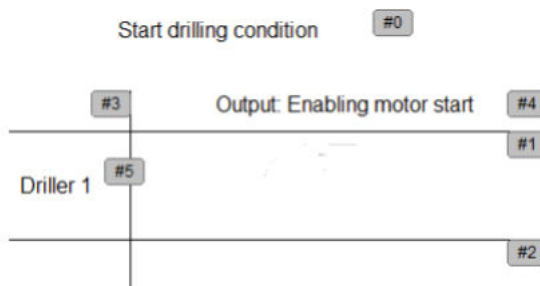 Start drilling condition #0
#3 Output: Enabling motor start #4
#1
Driller 1 #5
#2